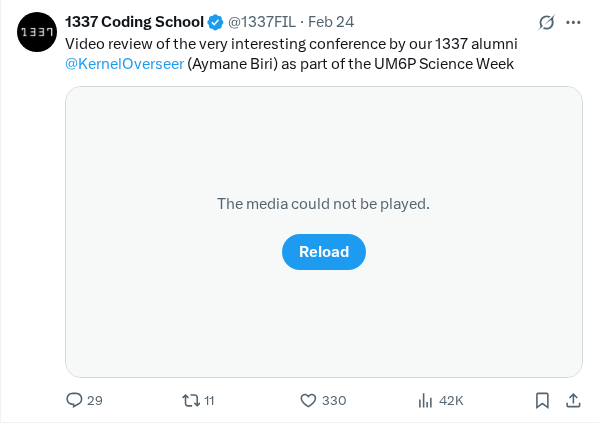 1337
1337 Coding School @1337FIL · Feb 24
Video review of the very interesting conference by our 1337 alumni
@KernelOverseer (Aymane Biri) as part of the UM6P Science Week
The media could not be played.
Reload
29 11 330 42K